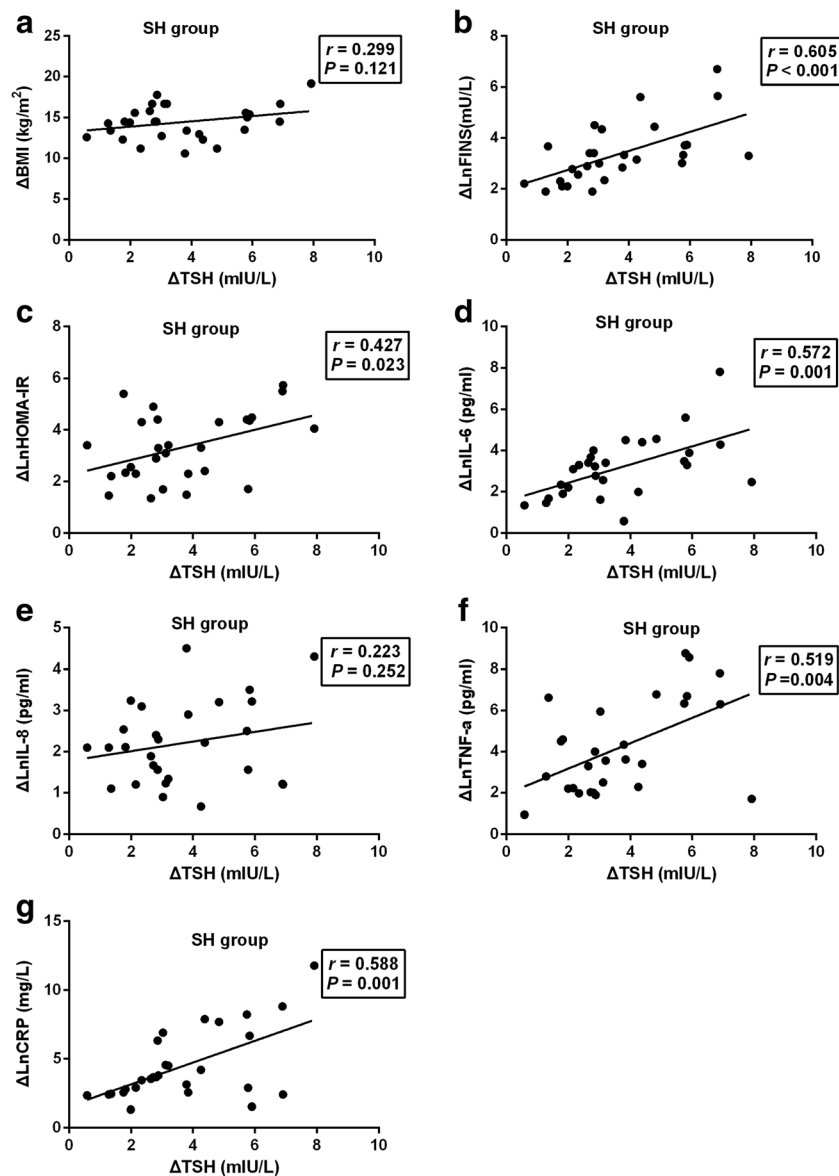 a
SH group
r = 0.299
P = 0.121
ΔBMI (kg/m²)
25
20
15
10
5
0
0 2 4 6 8 10
ΔTSH (mIU/L)
b
SH group
r = 0.605
P < 0.001
ΔLnFINS(mU/L)
8
6
4
2
0
0 2 4 6 8 10
ΔTSH (mIU/L)
c
SH group
r = 0.427
P = 0.023
ΔLnHOMA-IR
8
6
4
2
0
0 2 4 6 8 10
ΔTSH (mIU/L)
d
SH group
r = 0.572
P = 0.001
ΔLnIL-6 (pg/ml)
10
8
6
4
2
0
0 2 4 6 8 10
ΔTSH (mIU/L)
e
SH group
r = 0.223
P = 0.252
ΔLnIL-8 (pg/ml)
5
4
3
2
1
0
0 2 4 6 8 10
ΔTSH (mIU/L)
f
SH group
r = 0.519
P =0.004
ΔLnTNF-a (pg/ml)
10
8
6
4
2
0
0 2 4 6 8 10
ΔTSH (mIU/L)
g
SH group
r = 0.588
P = 0.001
ΔLnCRP (mg/L)
15
10
5
0
0 2 4 6 8 10
ΔTSH (mIU/L)